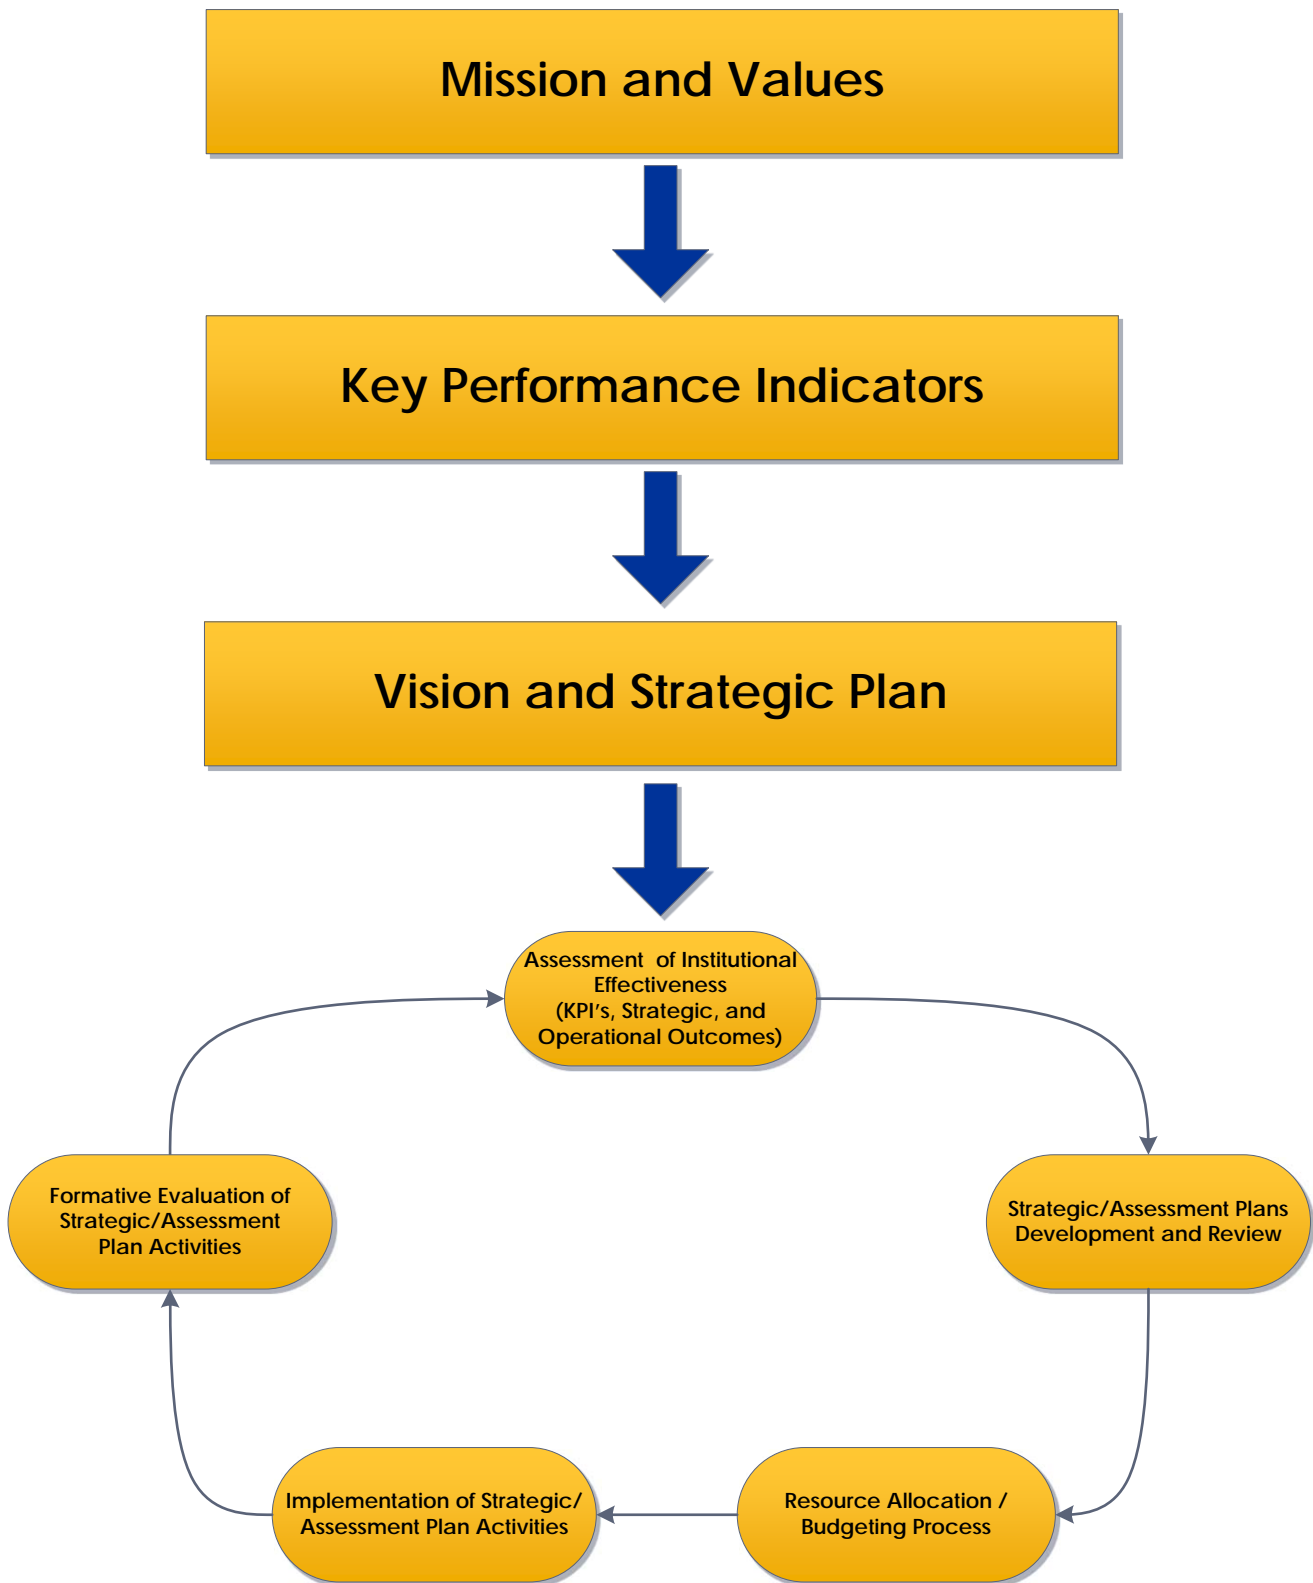 Mission and Values
Key Performance Indicators
Vision and Strategic Plan
Assessment of Institutional
Effectiveness
(KPI's, Strategic, and
Operational Outcomes)
Formative Evaluation of
Strategic/Assessment
Plan Activities
Strategic/Assessment Plans
Development and Review
Implementation of Strategic/
Assessment Plan Activities
Resource Allocation /
Budgeting Process